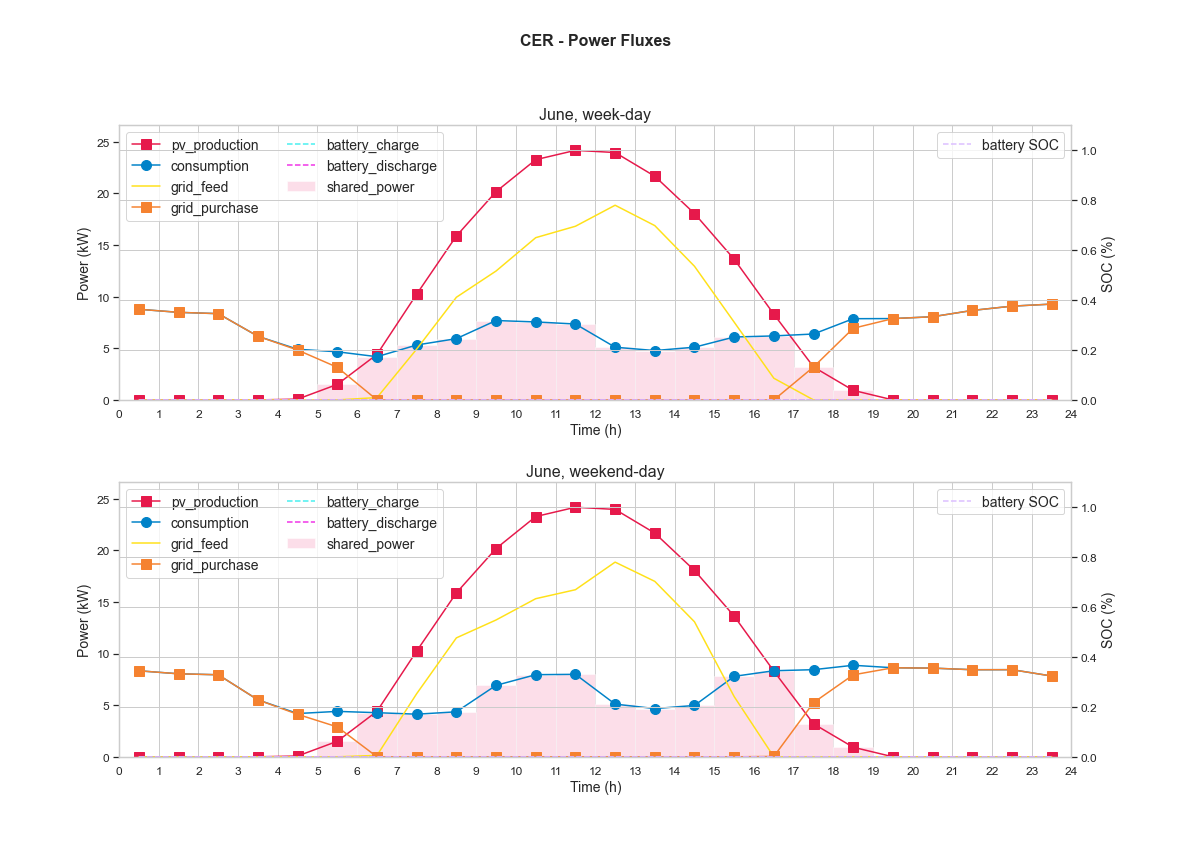 CER - Power Fluxes
June, week-day
pv_production
consumption
grid_feed
grid_purchase
battery_charge
battery_discharge
shared_power
battery SOC
Power (kW)
25
20
15
10
5
0
SOC (%)
1.0
0.8
0.6
0.4
0.2
0.0
0 1 2 3 4 5 6 7 8 9 10 11 12 13 14 15 16 17 18 19 20 21 22 23 24
Time (h)
June, weekend-day
pv_production
consumption
grid_feed
grid_purchase
battery_charge
battery_discharge
shared_power
battery SOC
Power (kW)
25
20
15
10
5
0
SOC (%)
1.0
0.8
0.6
0.4
0.2
0.0
0 1 2 3 4 5 6 7 8 9 10 11 12 13 14 15 16 17 18 19 20 21 22 23 24
Time (h)